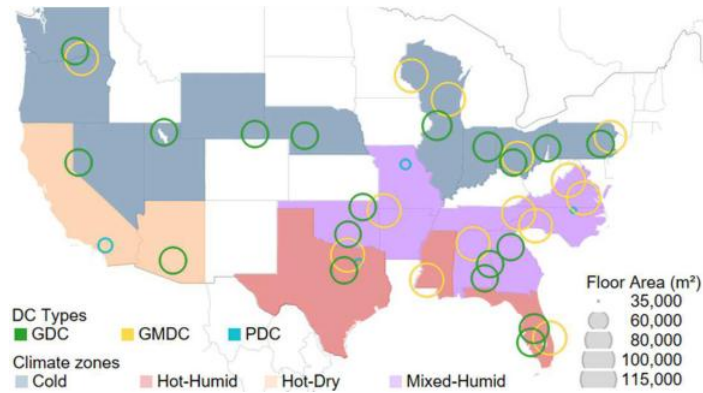 Floor Area (m²)
35,000
60,000
80,000
100,000
115,000
DC Types
GDC GMDC PDC
Climate zones
Cold Hot-Humid Hot-Dry Mixed-Humid